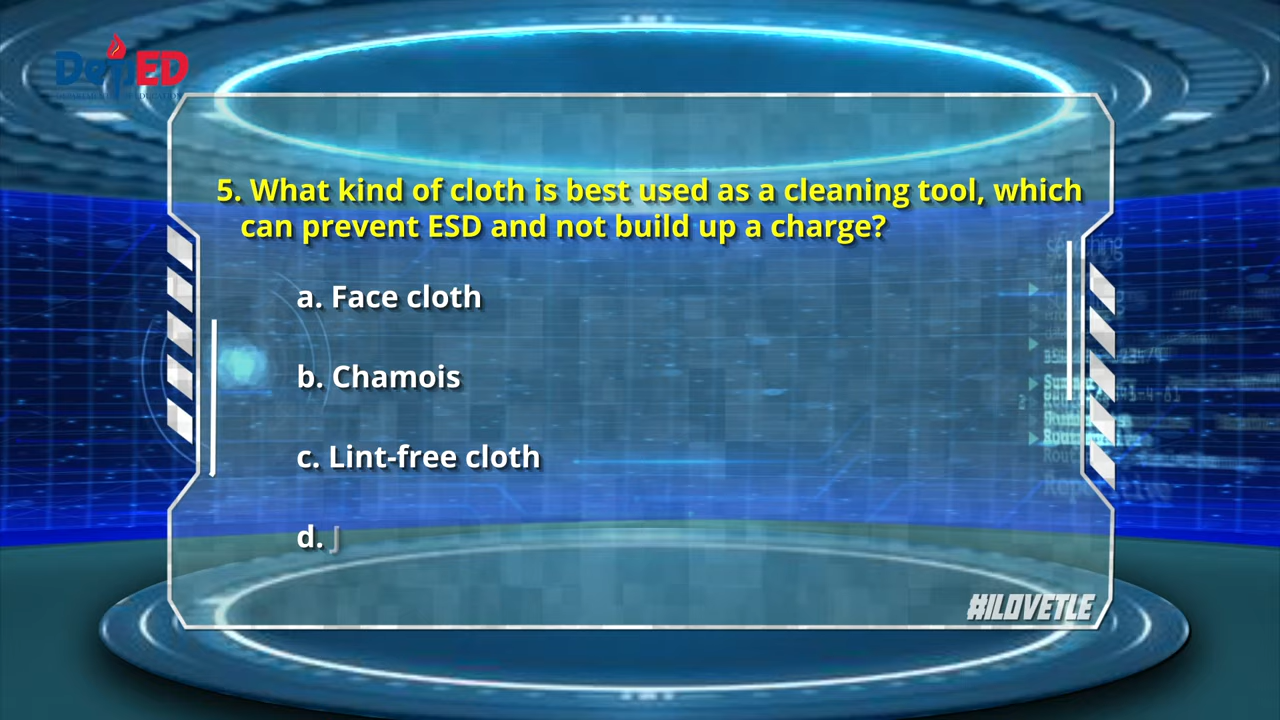 DepED
5. What kind of cloth is best used as a cleaning tool, which
can prevent ESD and not build up a charge?
a. Face cloth
b. Chamois
c. Lint-free cloth
d. J
#ILOVETLE